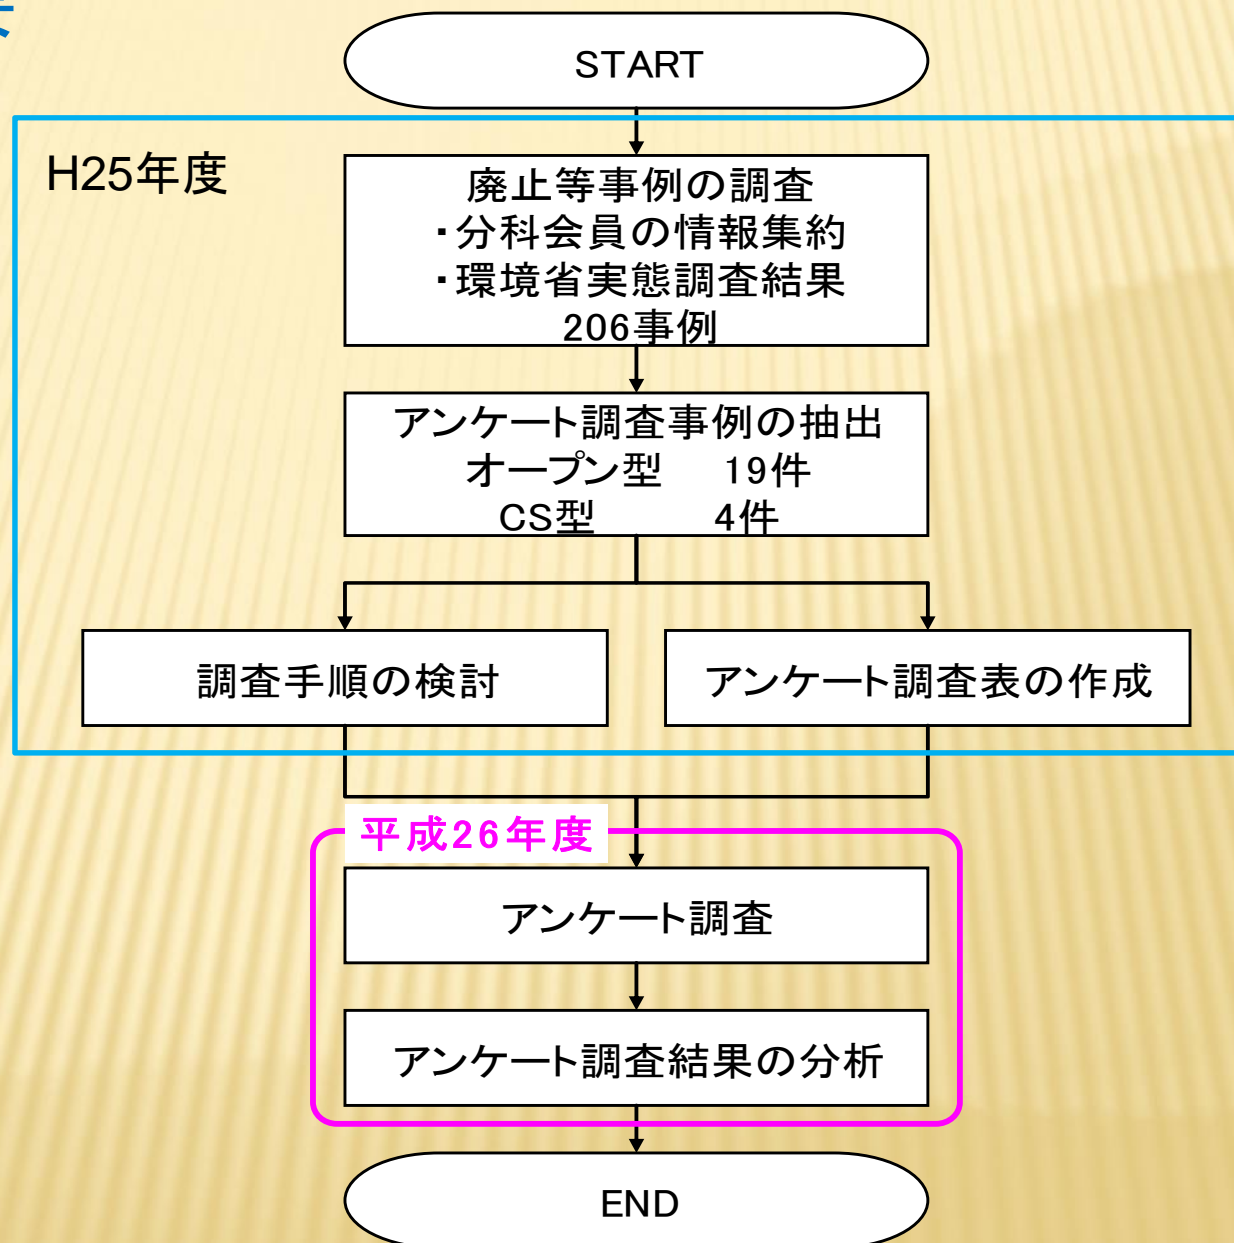 START
H25年度
廃止等事例の調査
・分科会員の情報集約
・環境省実態調査結果
206事例
アンケート調査事例の抽出
オープン型 19件
CS型 4件
調査手順の検討
アンケート調査表の作成
平成26年度
アンケート調査
アンケート調査結果の分析
END